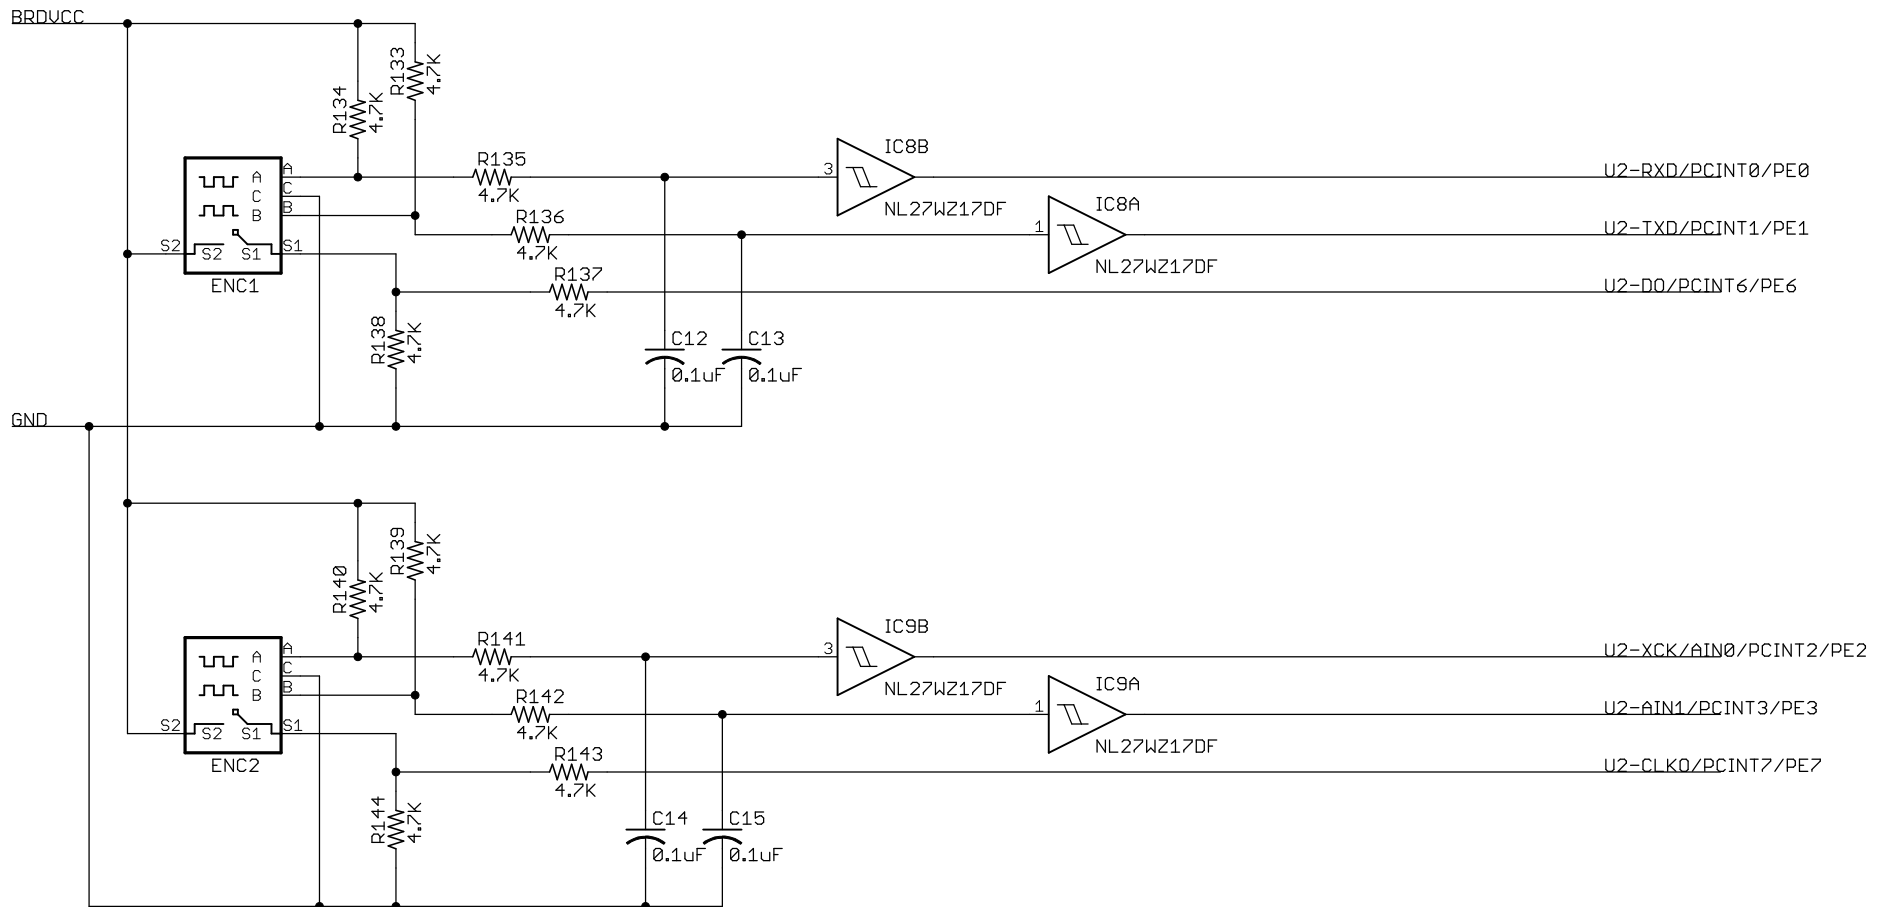 BRDVCC
R133
4.7K
R134
4.7K
IC8B
A
A
R135
3
U2-RXD/PCINT0/PE0
C
C
4.7K
B
B
NL27WZ17DF
IC8A
R136
1
U2-TXD/PCINT1/PE1
S2
S2
S1
S1
4.7K
NL27WZ17DF
ENC1
R137
U2-DO/PCINT6/PE6
4.7K
R138
4.7K
C12
C13
0.1uF
0.1uF
GND
R139
4.7K
R140
4.7K
IC9B
A
A
R141
3
U2-XCK/AIN0/PCINT2/PE2
C
C
4.7K
B
B
NL27WZ17DF
IC9A
R142
1
U2-AIN1/PCINT3/PE3
S2
S2
S1
S1
4.7K
NL27WZ17DF
ENC2
R143
U2-CLKO/PCINT7/PE7
4.7K
R144
4.7K
C14
C15
0.1uF
0.1uF